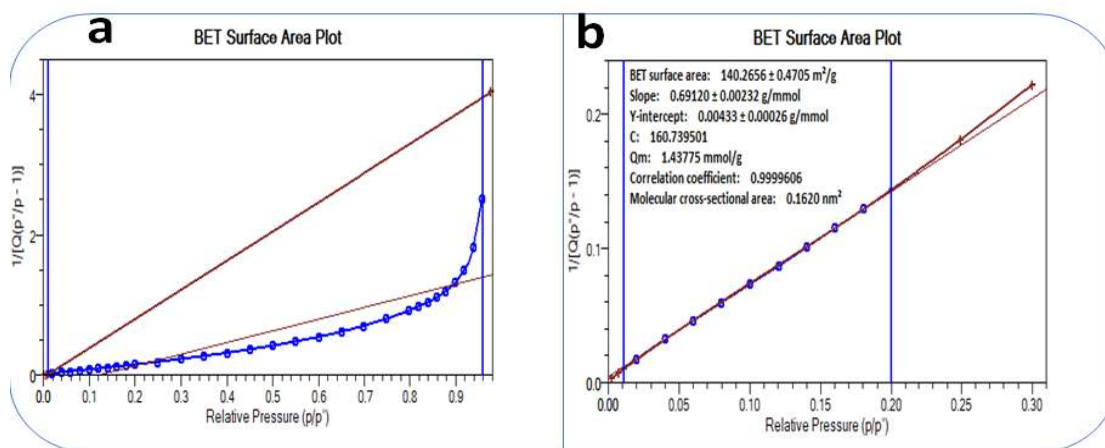 a
BET Surface Area Plot
4
2
0
1/[Q(p°/p - 1)]
0.0 0.1 0.2 0.3 0.4 0.5 0.6 0.7 0.8 0.9
Relative Pressure (p/p°)
b
BET Surface Area Plot
BET surface area: 140.2656 ± 0.4705 m²/g
Slope: 0.69120 ± 0.00232 g/mmol
Y-intercept: 0.00433 ± 0.00026 g/mmol
C: 160.739501
Qm: 1.43775 mmol/g
Correlation coefficient: 0.9999606
Molecular cross-sectional area: 0.1620 nm²
0.2
0.1
0.0
1/[Q(p°/p - 1)]
0.00 0.05 0.10 0.15 0.20 0.25 0.30
Relative Pressure (p/p°)